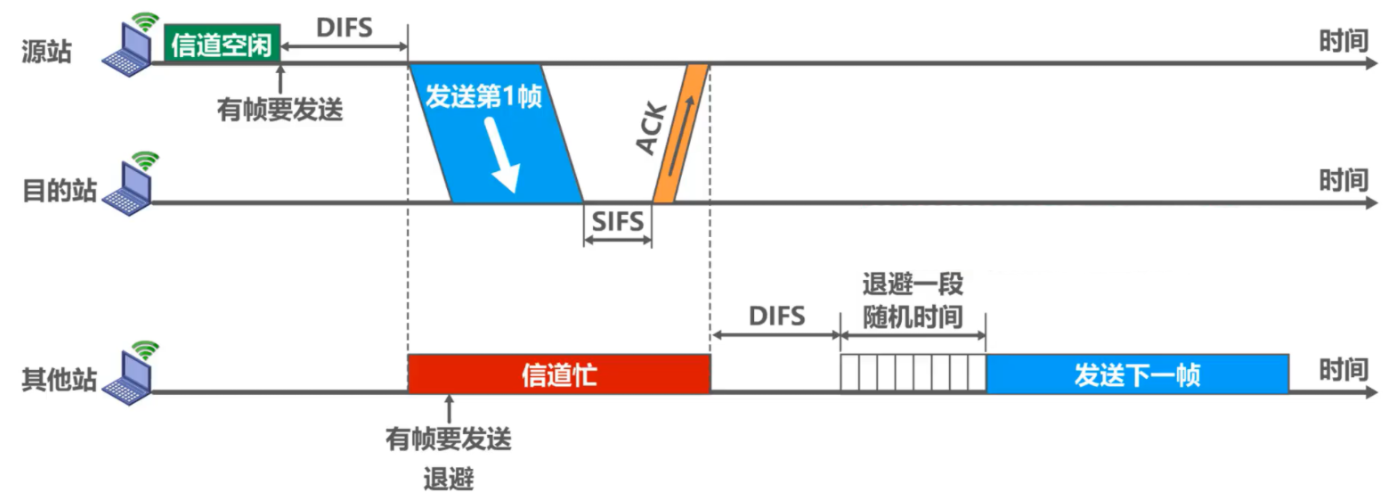 源站
信道空闲
DIFS
时间
有帧要发送
发送第1帧
ACK
目的站
时间
SIFS
退避一段
随机时间
DIFS
其他站
信道忙
发送下一帧
时间
有帧要发送
退避